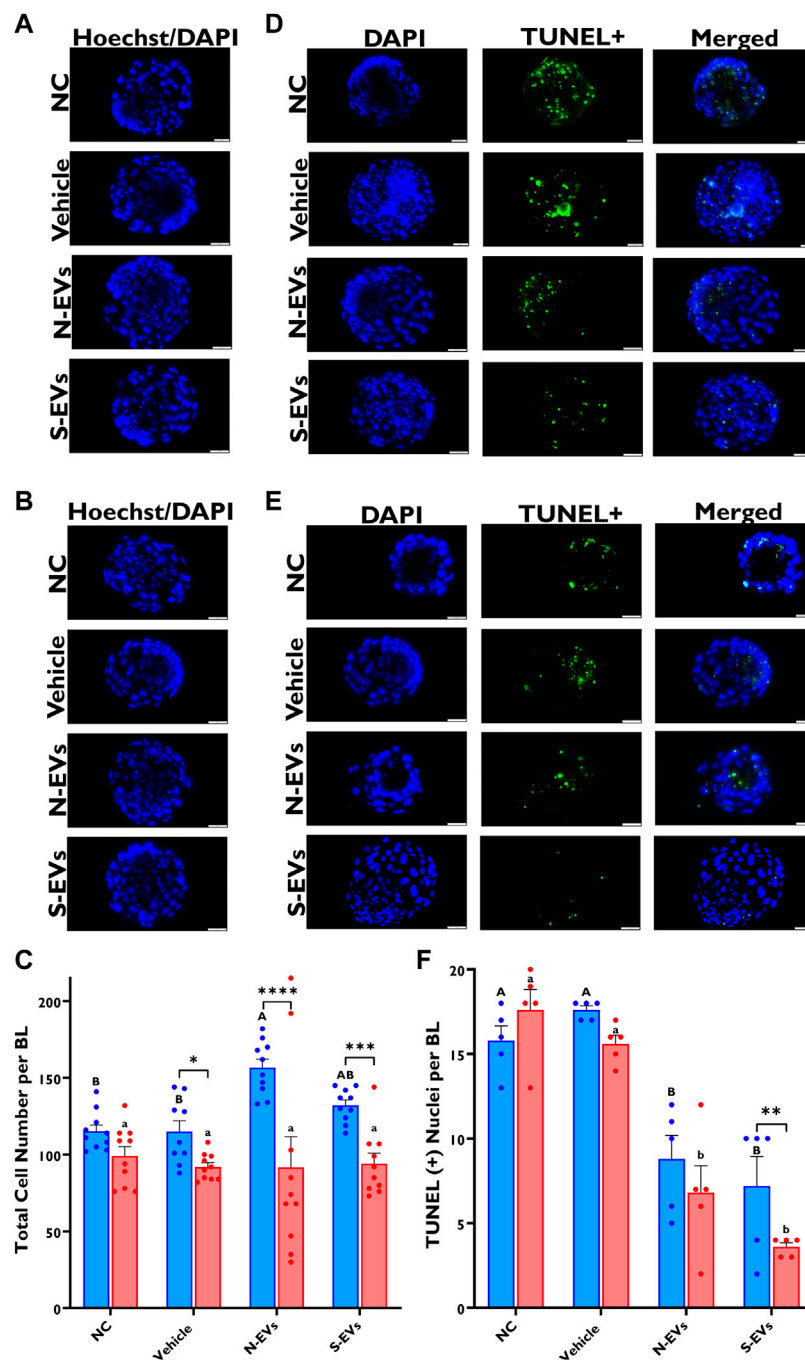 A
Hoechst/DAPI
NC
Vehicle
N-EVs
S-EVs
D
DAPI TUNEL+ Merged
NC
Vehicle
N-EVs
S-EVs
B
Hoechst/DAPI
NC
Vehicle
N-EVs
S-EVs
E
DAPI TUNEL+ Merged
NC
Vehicle
N-EVs
S-EVs
C
Total Cell Number per BL
200
150
100
50
0
B a
* B a
**** A a
*** AB a
NC Vehicle N-EVs S-EVs
F
TUNEL (+) Nuclei per BL
20
15
10
5
0
A a
A a
B b
** B b
NC Vehicle N-EVs S-EVs